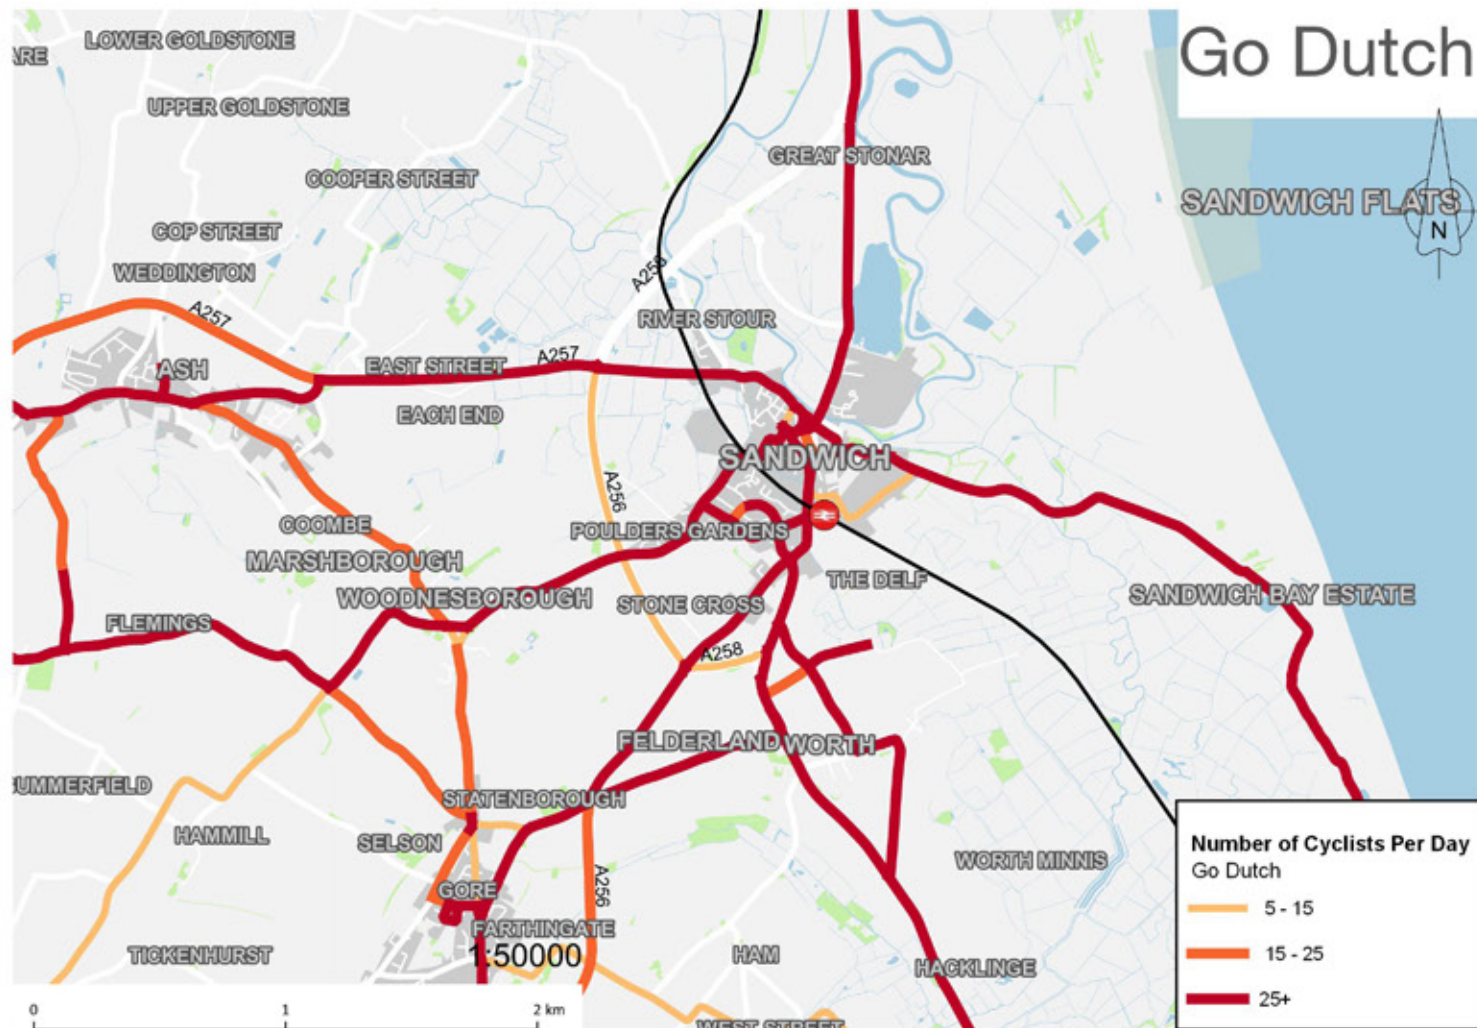 Go Dutch
LOWER GOLDSTONE
UPPER GOLDSTONE
GREAT STONAR
COOPER STREET
SANDWICH FLATS
N
COP STREET
WEDDINGTON
A256
A257
RIVER STOUR
A257
EAST STREET
ASH
EACH END
SANDWICH
A256
COOMBE
POULDERS GARDENS
MARSHBOROUGH
THE DELF
WOODNESBOROUGH
STONE CROSS
SANDWICH BAY ESTATE
FLEMINGS
A258
FELDERLAND
WORTH
SUMMERFIELD
STATENBOROUGH
HAMMILL
SELSON
WORTH MINNIS
GORE
A256
FARTHINGATE
TICKENHURST
1:50000
HAM
HACKLINGE
WEST STREET
0 1 2 km
Number of Cyclists Per Day
Go Dutch
5 - 15
15 - 25
25+